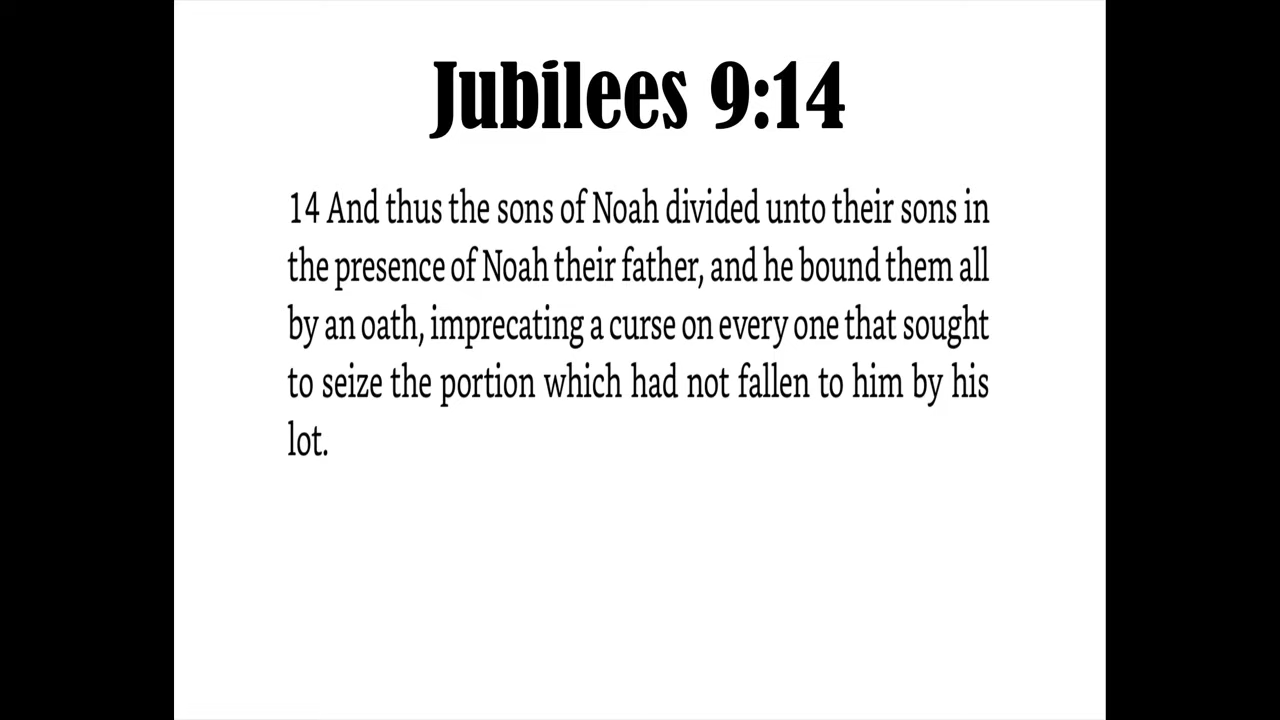 Jubilees 9:14
14 And thus the sons of Noah divided unto their sons in
the presence of Noah their father, and he bound them all
by an oath, imprecating a curse on every one that sought
to seize the portion which had not fallen to him by his
lot.